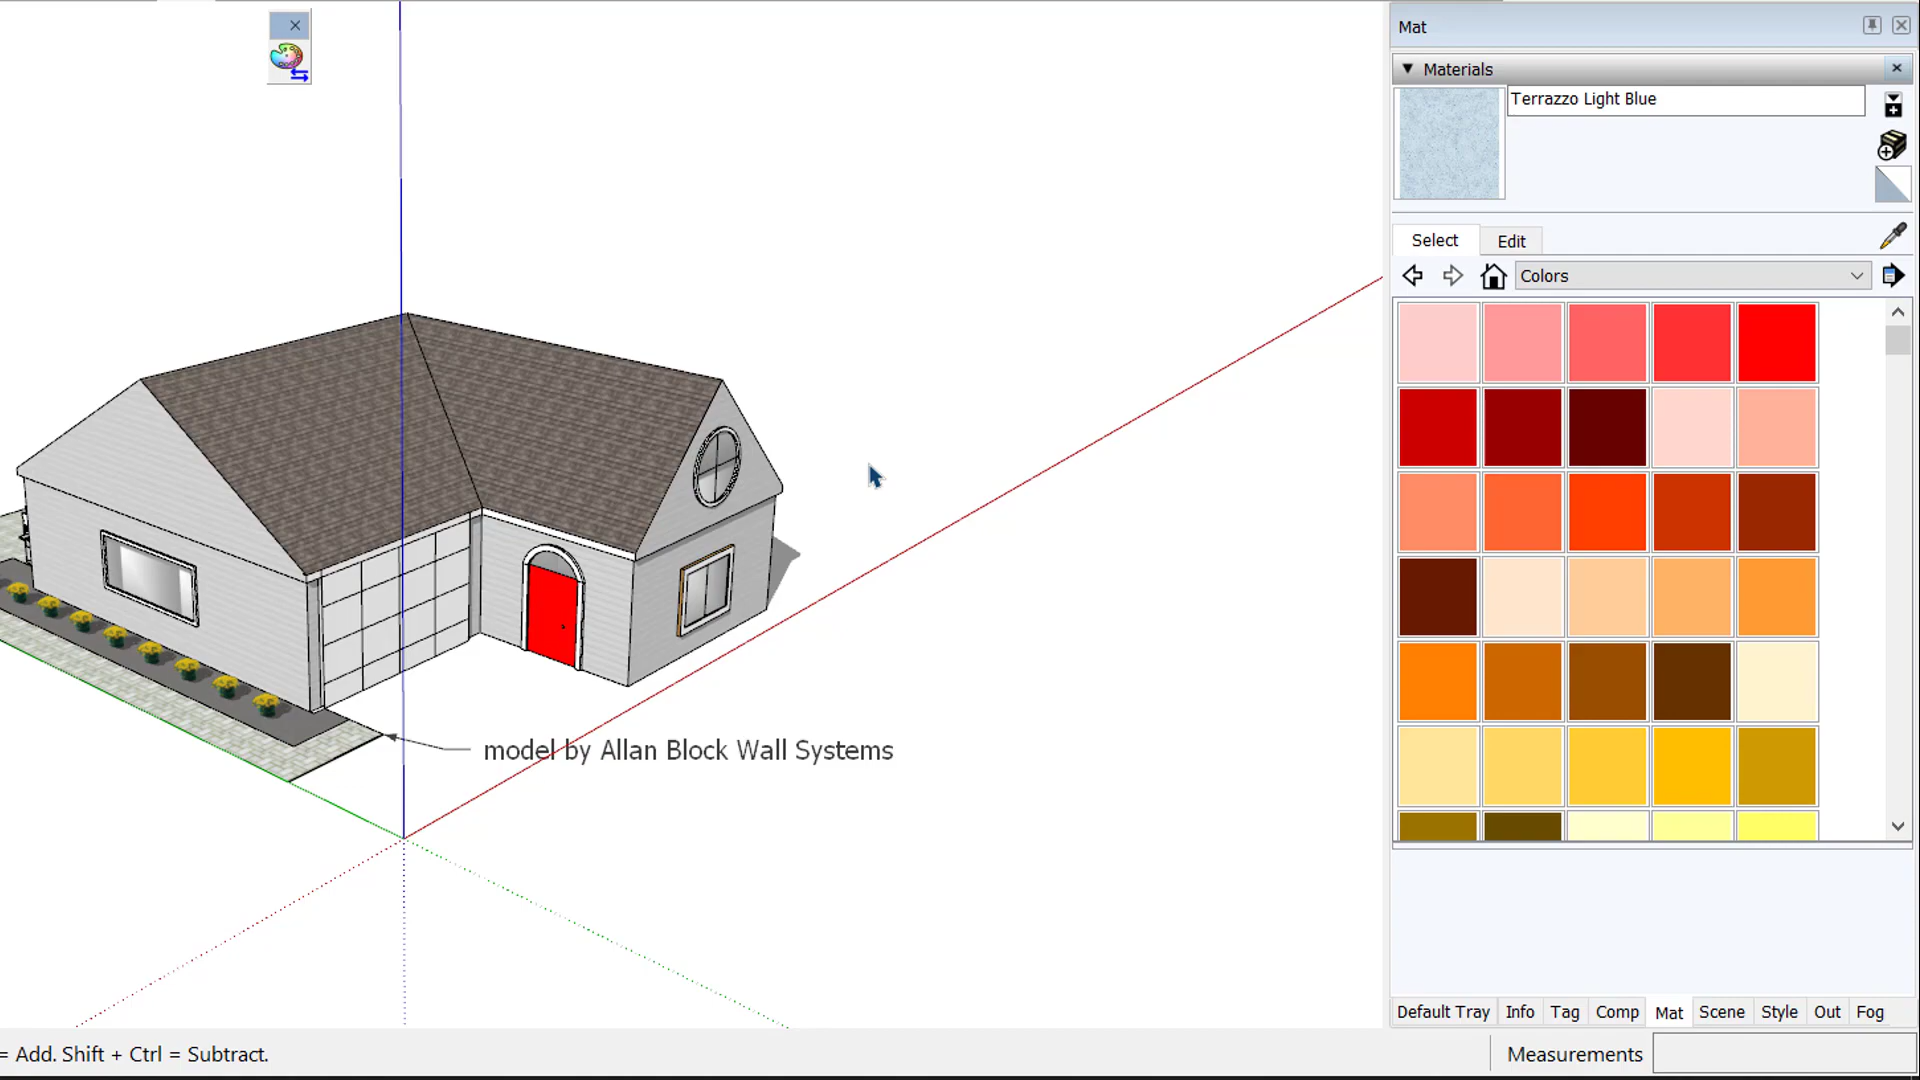 Mat
Materials
Terrazzo Light Blue
Select Edit
Colors
model by Allan Block Wall Systems
Default Tray Info Tag Comp Mat Scene Style Out Fog
= Add. Shift + Ctrl = Subtract.
Measurements